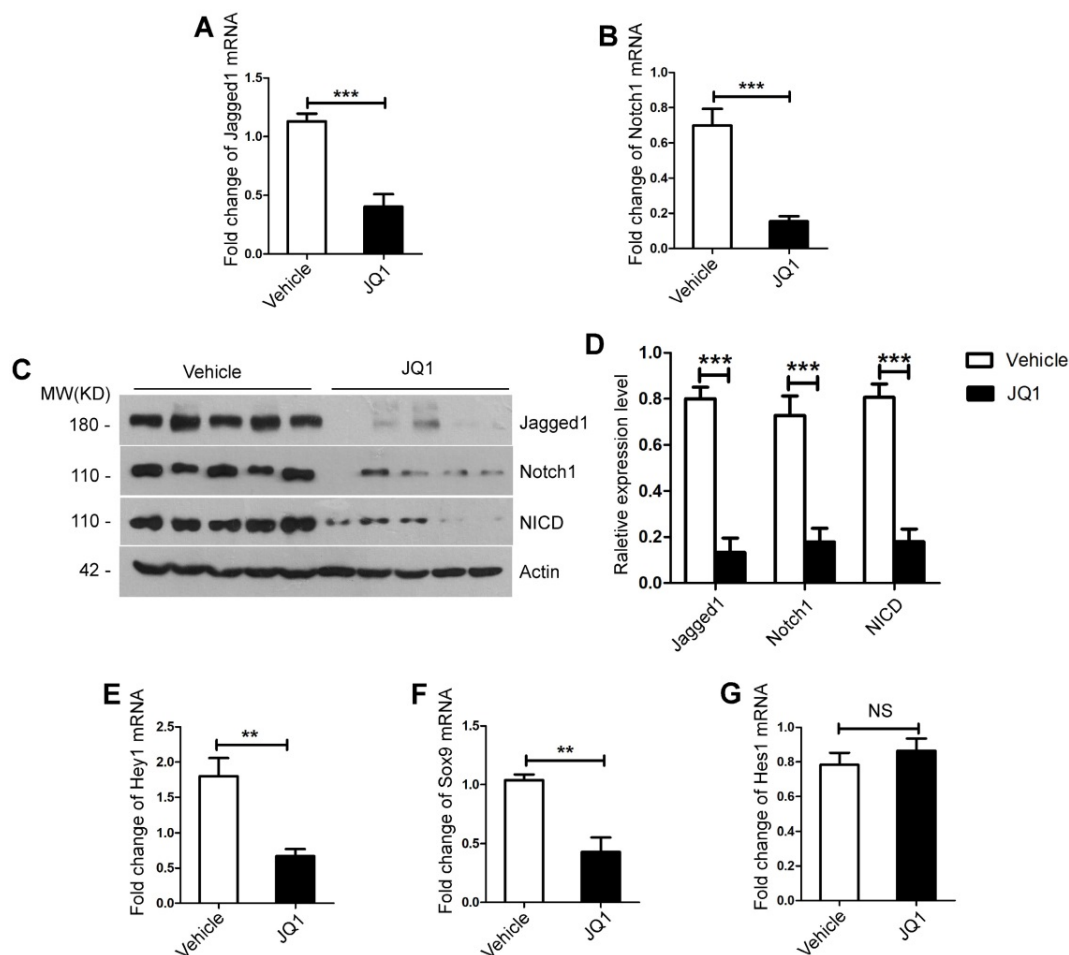 A
Fold change of Jagged1 mRNA
1.5
1.0
0.5
0.0
***
Vehicle
JQ1
B
Fold change of Notch1 mRNA
1.0
0.8
0.6
0.4
0.2
0.0
***
Vehicle
JQ1
C
Vehicle
JQ1
MW(KD)
180 -
Jagged1
110 -
Notch1
110 -
NICD
42 -
Actin
D
Raletive expression level
0.8
0.6
0.4
0.2
0.0
***
***
***
Jagged1
Notch1
NICD
Vehicle
JQ1
E
Fold change of Hey1 mRNA
2.5
2.0
1.5
1.0
0.5
0.0
**
Vehicle
JQ1
F
Fold change of Sox9 mRNA
1.5
1.0
0.5
0.0
**
Vehicle
JQ1
G
Fold change of Hes1 mRNA
1.0
0.8
0.6
0.4
0.2
0.0
NS
Vehicle
JQ1